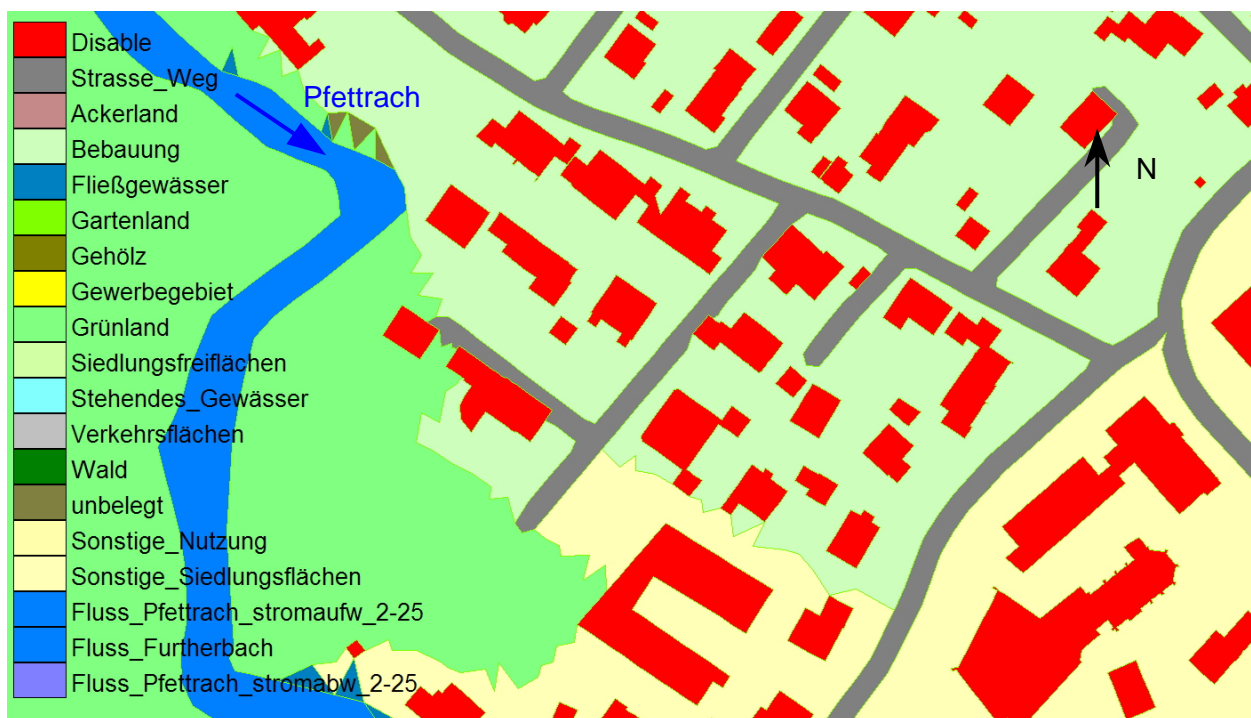 Disable
Strasse_Weg
Ackerland
Bebauung
Fließgewässer
Gartenland
Gehölz
Gewerbegebiet
Grünland
Siedlungsfreiflächen
Stehendes_Gewässer
Verkehrsflächen
Wald
unbelegt
Sonstige_Nutzung
Sonstige_Siedlungsflächen
Fluss_Pfettrach_stromaufw_2-25
Fluss_Furtherbach
Fluss_Pfettrach_stromabw_2-25
Pfettrach
N